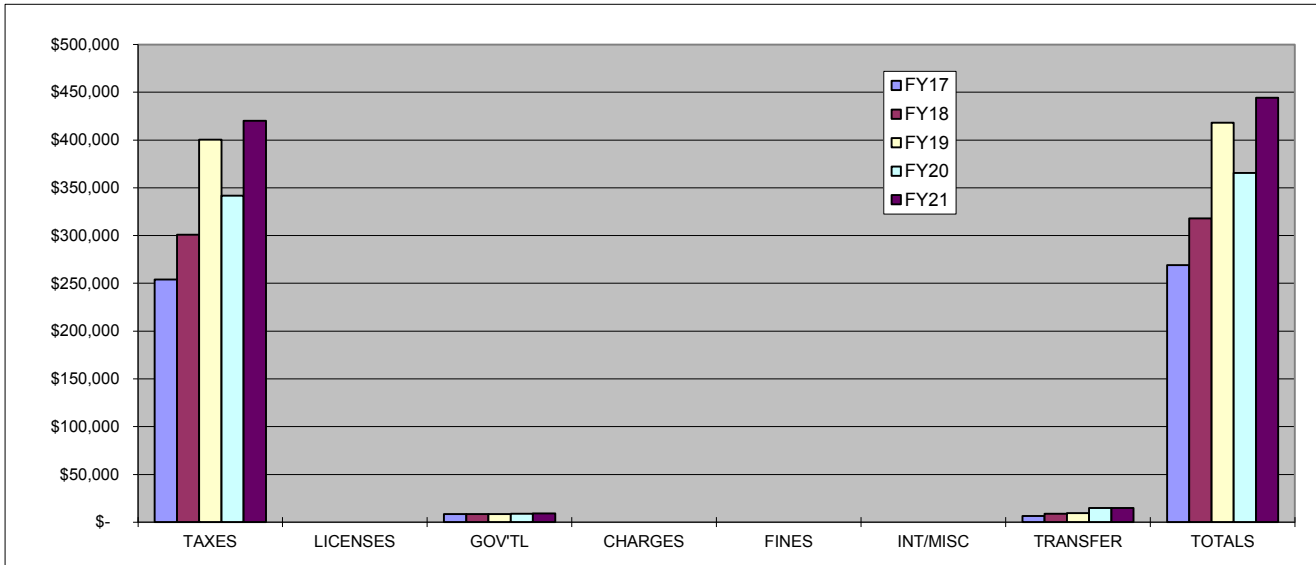 $500,000
$450,000
$400,000
$350,000
$300,000
$250,000
$200,000
$150,000
$100,000
$50,000
$-
FY17
FY18
FY19
FY20
FY21
TAXES LICENSES GOV'TL CHARGES FINES INT/MISC TRANSFER TOTALS